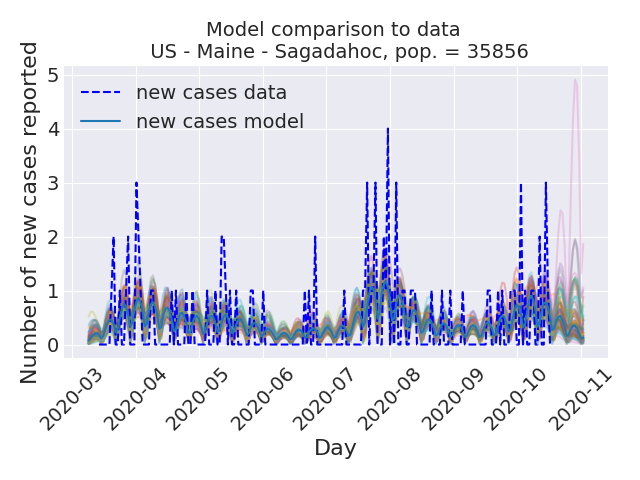 Model comparison to data
US - Maine - Sagadahoc, pop. = 35856
Number of new cases reported
5
4
3
2
1
0
new cases data
new cases model
2020-03
2020-04
2020-05
2020-06
2020-07
2020-08
2020-09
2020-10
2020-11
Day